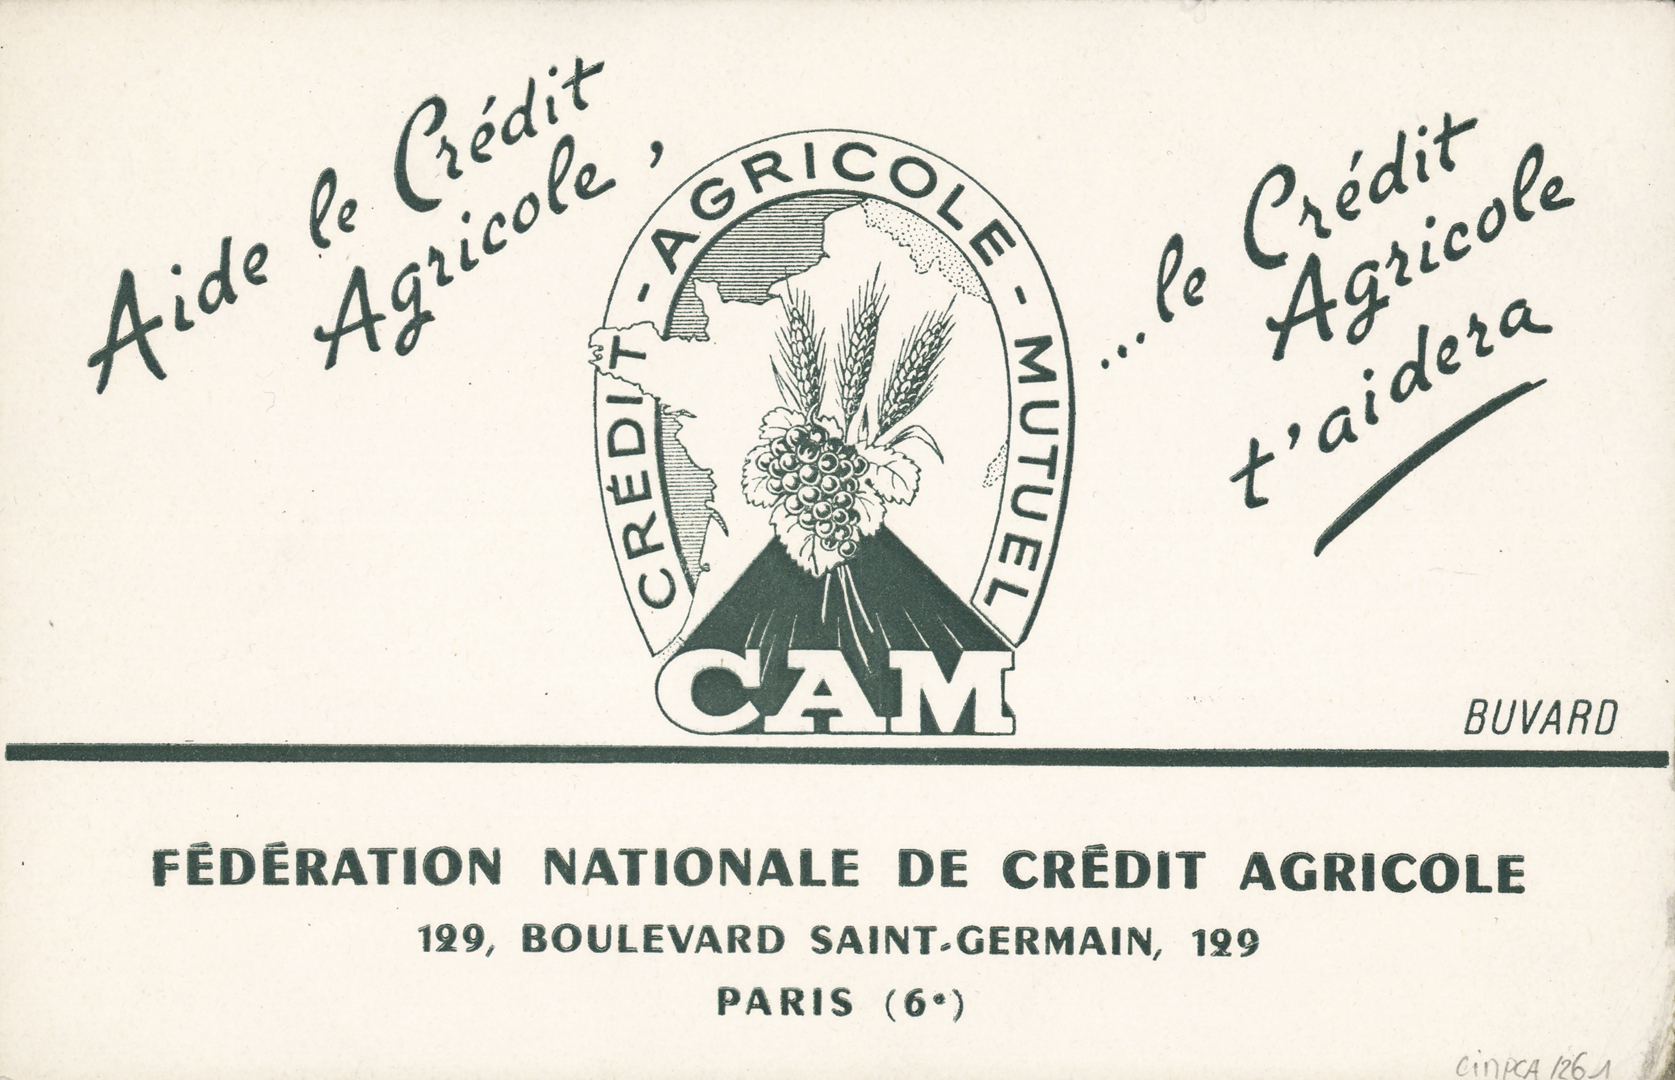 Aide le Crédit
Agricole,
CRÉDIT - AGRICOLE - MUTUEL
CAM
...le Crédit
Agricole
t'aidera
BUVARD
FÉDÉRATION NATIONALE DE CRÉDIT AGRICOLE
129, BOULEVARD SAINT-GERMAIN, 129
PARIS (6e)